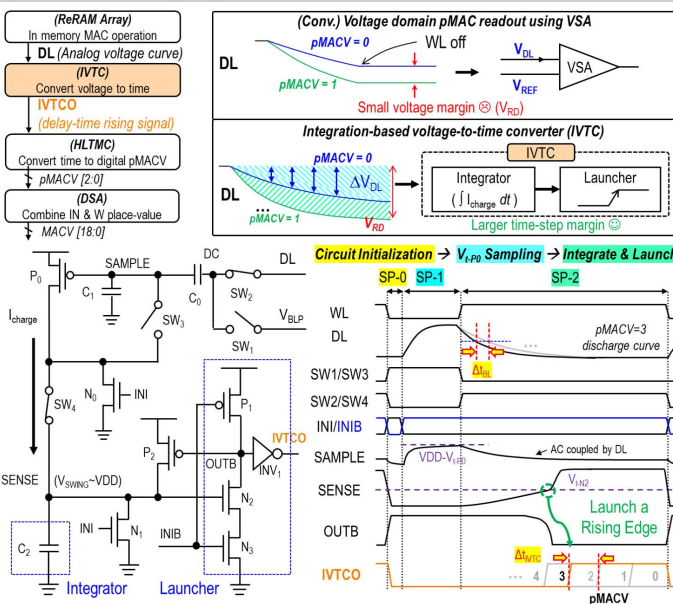 (ReRAM Array)
In memory MAC operation
DL (Analog voltage curve)
(IVTC)
Convert voltage to time
IVTCO
(delay-time rising signal)
(HLTMC)
Convert time to digital pMACV
pMACV [2:0]
(DSA)
Combine IN & W place-value
MACV [18:0]
(Conv.) Voltage domain pMAC readout using VSA
pMACV = 0
WL off
DL
pMACV = 1
Small voltage margin ☹ (VRD)
VDL
VREF
VSA
Integration-based voltage-to-time converter (IVTC)
pMACV = 0
DL
ΔVDL
...
pMACV = 1
VRD
IVTC
Integrator
(∫Icharge dt)
Launcher
Larger time-step margin ☺
P0
SAMPLE
DC
DL
C1
C0
SW2
SW3
VBLP
SW1
Icharge
N0
INI
SW4
P1
P2
IVTCO
OUTB
INV1
SENSE
(VSWING~VDD)
N2
INI
N1
INIB
N3
C2
Integrator
Launcher
Circuit Initialization → Vt-P0 Sampling → Integrate & Launch
SP-0
SP-1
SP-2
WL
DL
...
pMACV=3
discharge curve
ΔtBL
SW1/SW3
SW2/SW4
INI/INIB
SAMPLE
VDD-Vt-P0
AC coupled by DL
SENSE
Vt-N2
Launch a
Rising Edge
OUTB
ΔtIVTC
IVTCO
... 4 3 2 1 0
pMACV